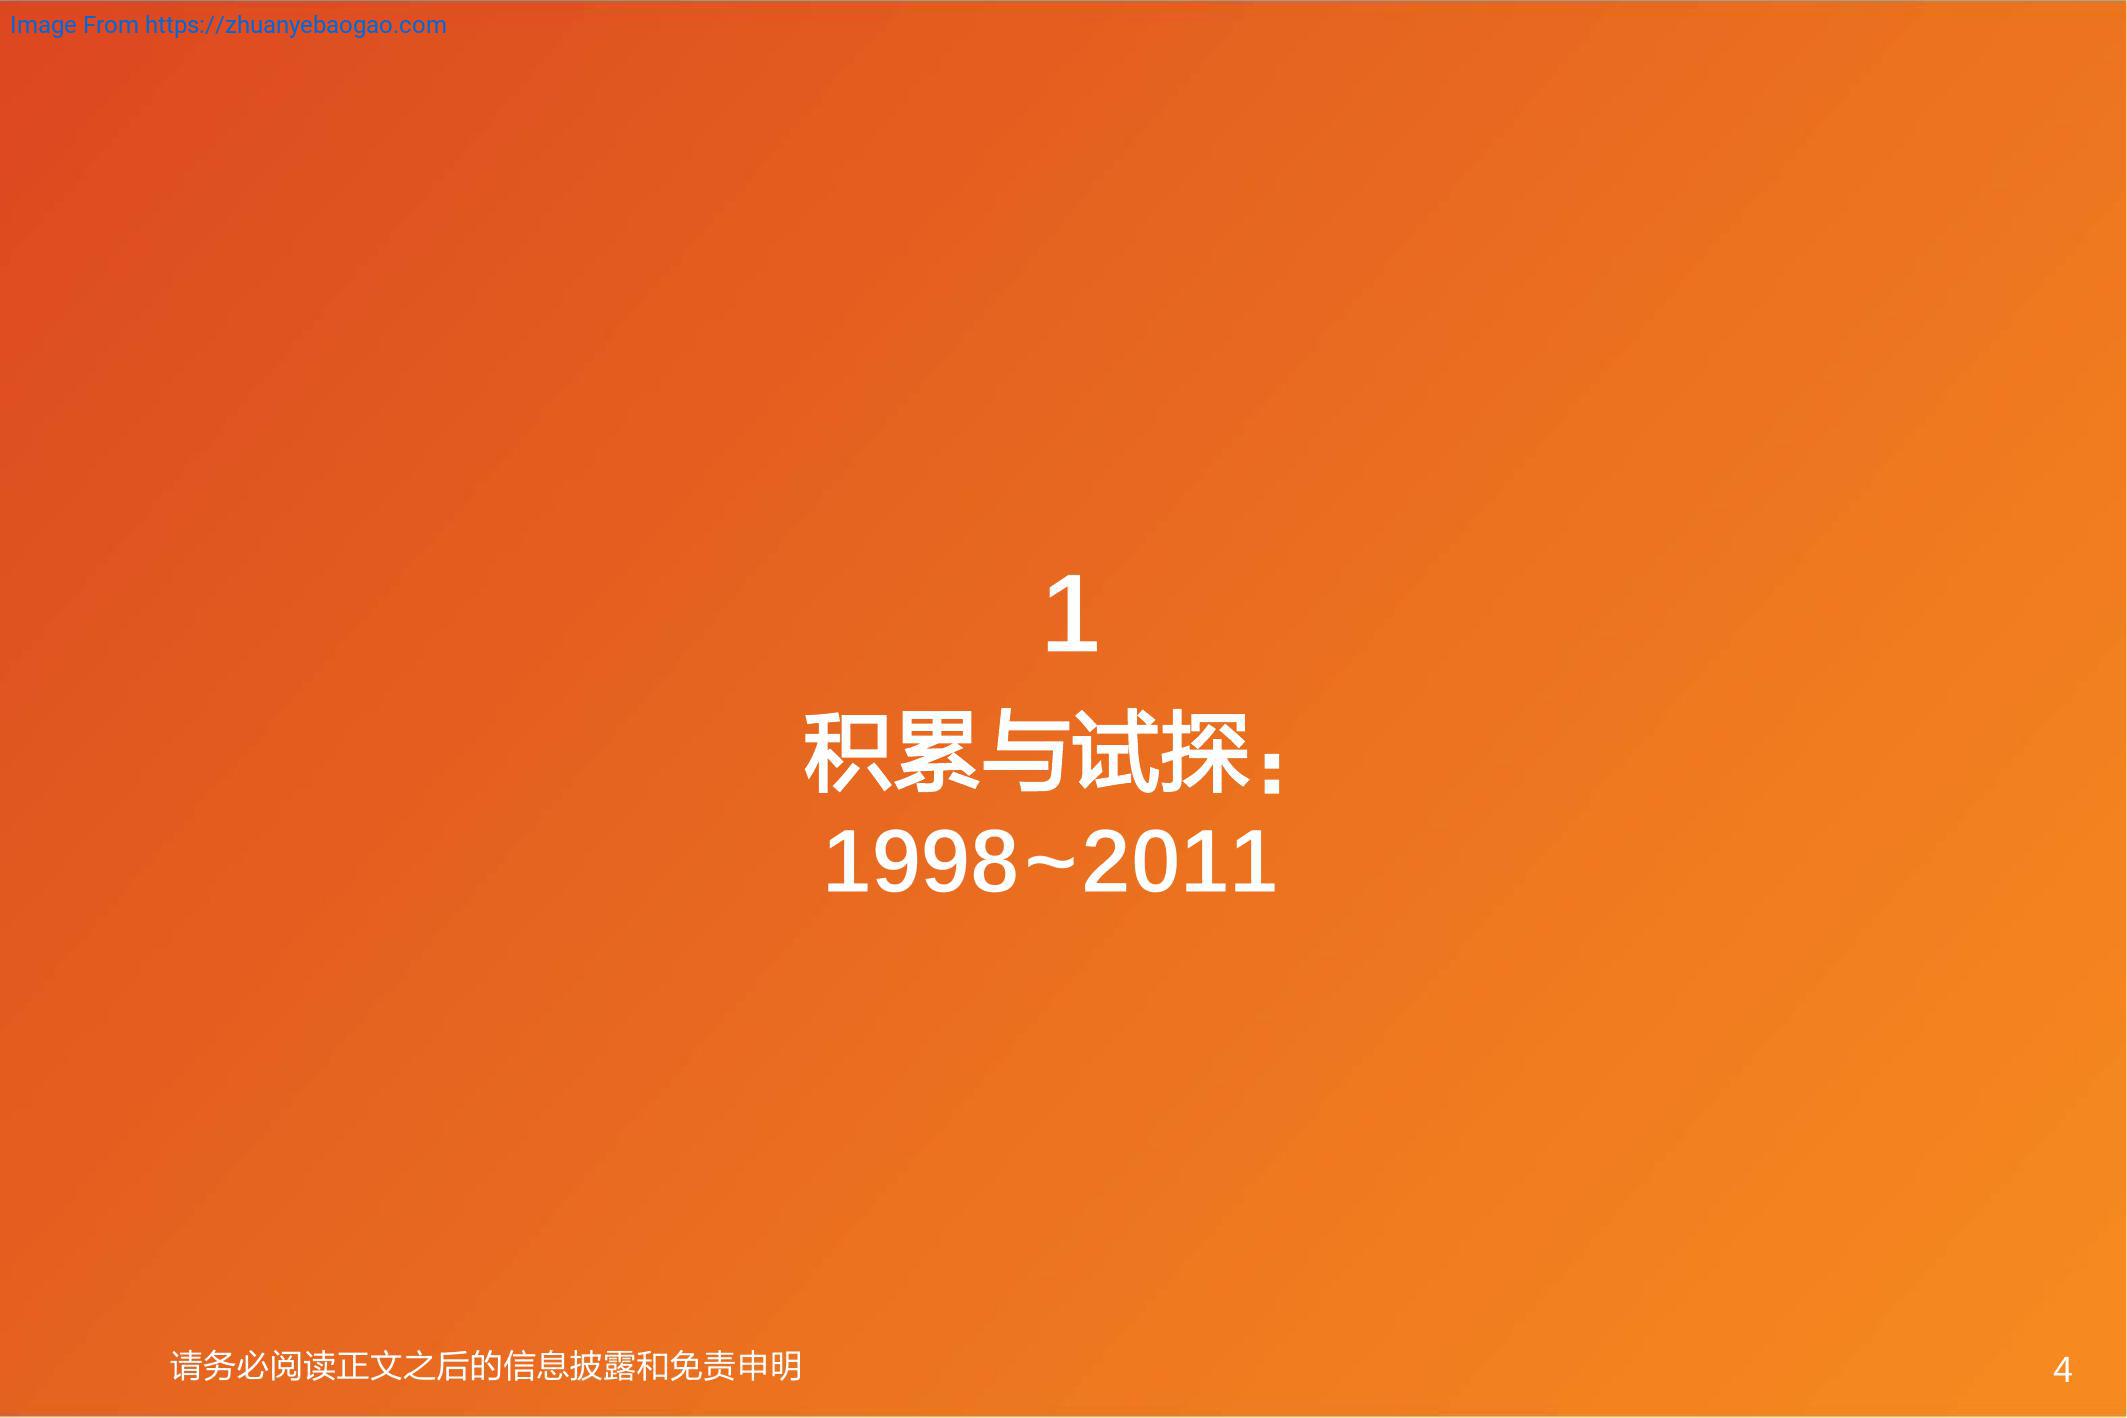 Image From https://zhuanyebaogao.com
1
积累与试探：
1998~2011
请务必阅读正文之后的信息披露和免责申明
4